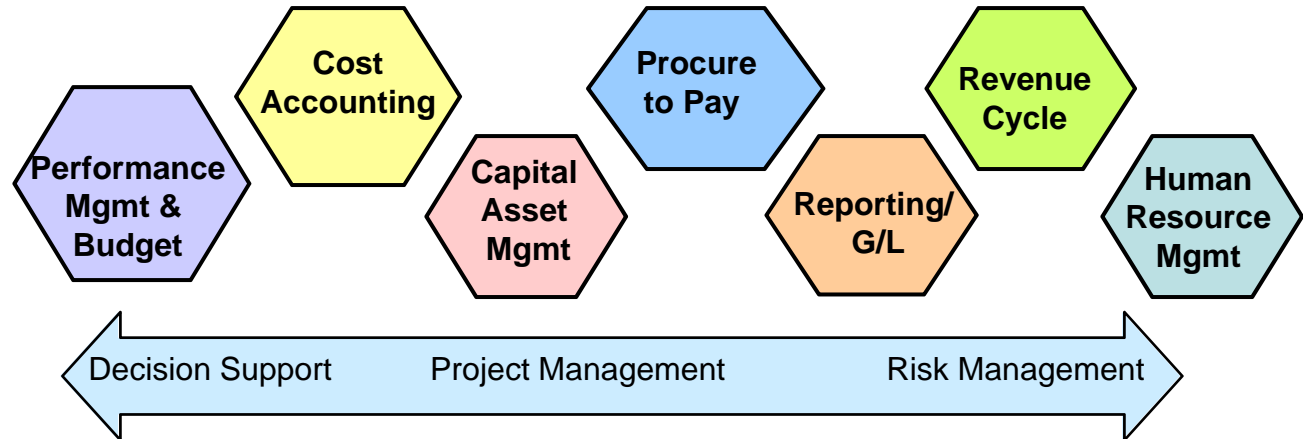 Performance
Mgmt &
Budget
Cost
Accounting
Capital
Asset
Mgmt
Procure
to Pay
Reporting/
G/L
Revenue
Cycle
Human
Resource
Mgmt
Decision Support
Project Management
Risk Management